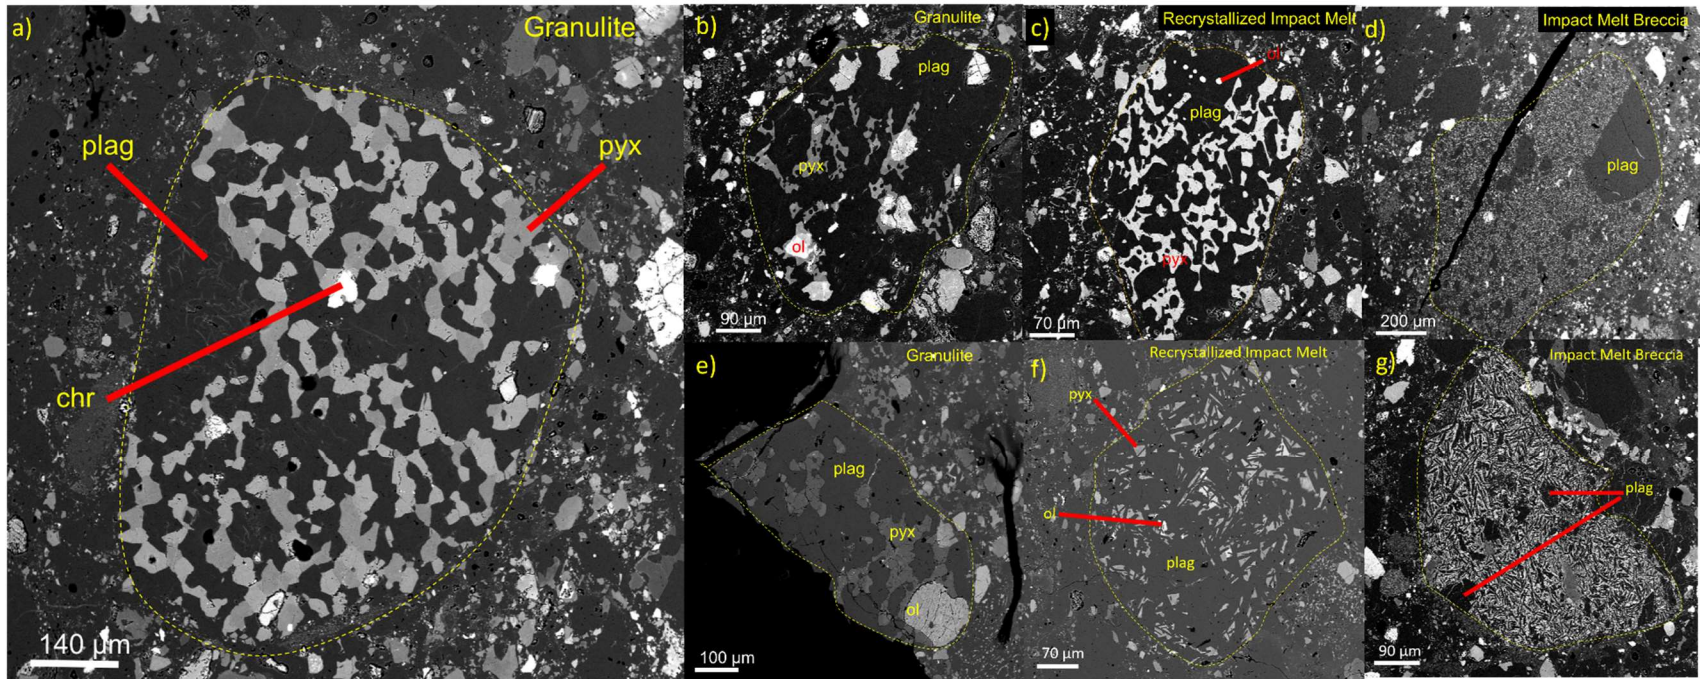 a)
Granulite
plag
pyx
chr
140 µm
b)
Granulite
plag
pyx
ol
90 µm
c)
Recrystallized Impact Melt
ol
plag
pyx
70 µm
d)
Impact Melt Breccia
plag
200 µm
e)
Granulite
plag
pyx
ol
100 µm
f)
Recrystallized Impact Melt
pyx
ol
plag
70 µm
g)
Impact Melt Breccia
plag
90 µm